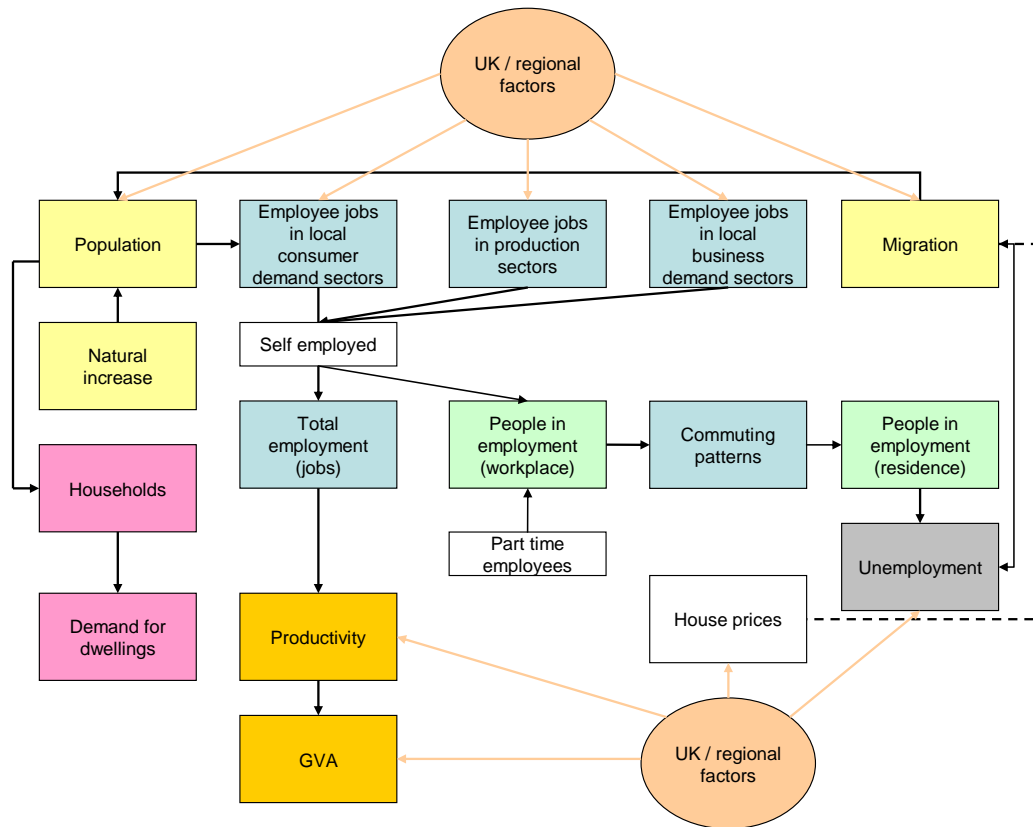 UK / regional
factors
Population
Employee jobs
in local
consumer
demand sectors
Employee jobs
in production
sectors
Employee jobs
in local
business
demand sectors
Migration
Natural
increase
Self employed
Total
employment
(jobs)
People in
employment
(workplace)
Commuting
patterns
People in
employment
(residence)
Households
Part time
employees
Unemployment
Demand for
dwellings
Productivity
House prices
GVA
UK / regional
factors